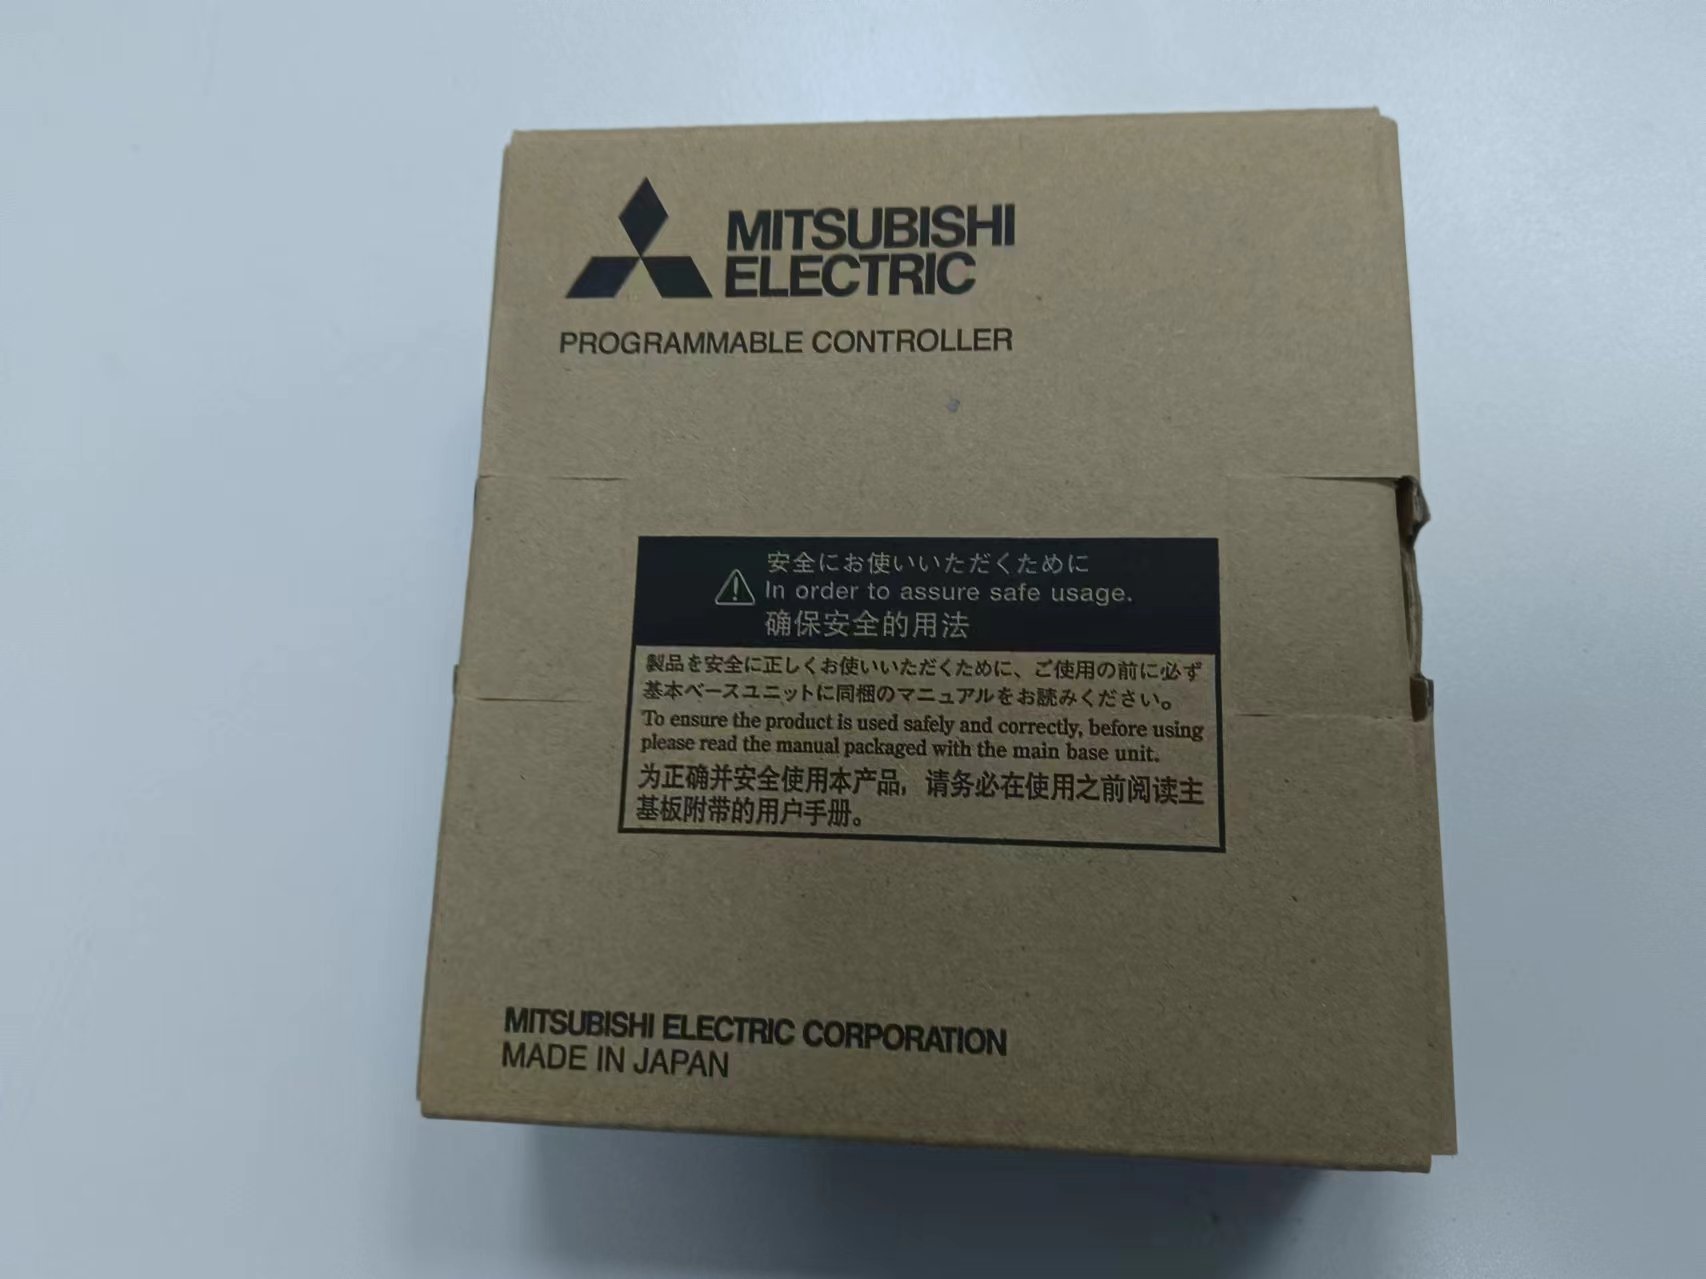 MITSUBISHI
ELECTRIC
PROGRAMMABLE CONTROLLER
安全にお使いいただくために
In order to assure safe usage.
确保安全的用法
製品を安全に正しくお使いいただくために、ご使用の前に必ず
基本ベースユニットに同梱のマニュアルをお読みください。
To ensure the product is used safely and correctly, before using
please read the manual packaged with the main base unit.
为正确并安全使用本产品，请务必在使用之前阅读主
基板附带的用户手册。
MITSUBISHI ELECTRIC CORPORATION
MADE IN JAPAN